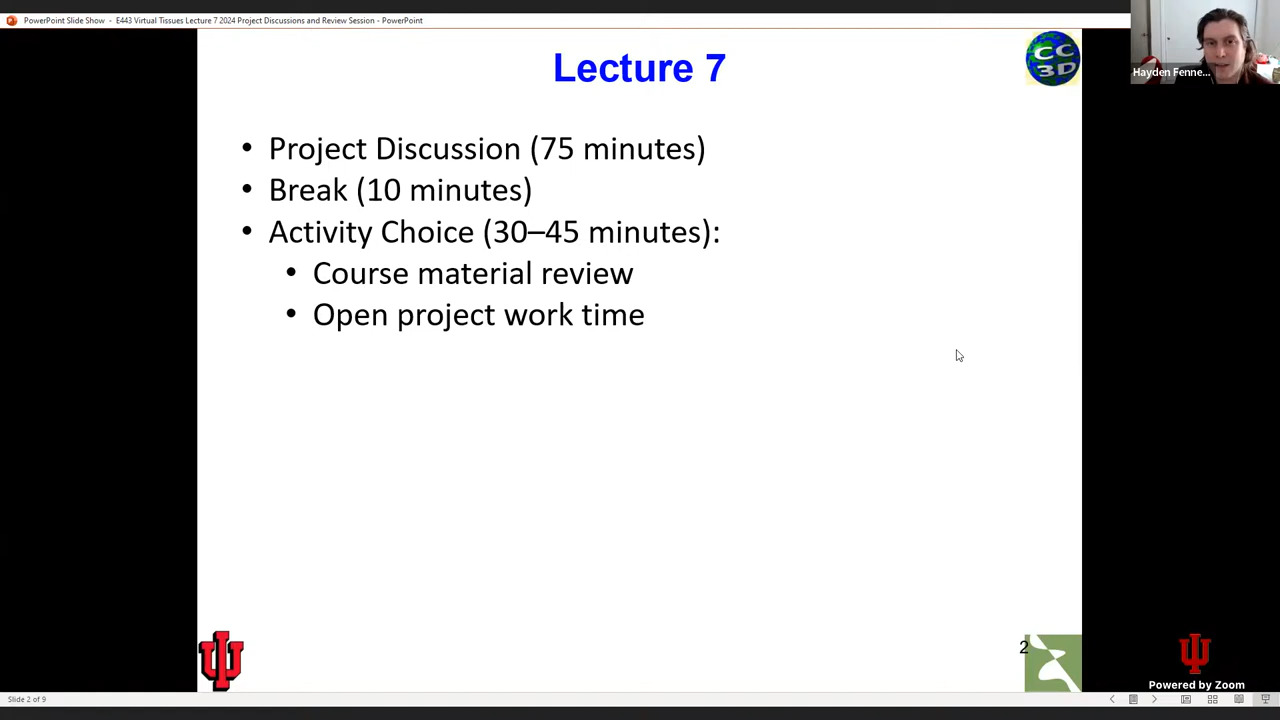 PowerPoint Slide Show - E443 Virtual Tissues Lecture 7 2024 Project Discussions and Review Session - PowerPoint
Lecture 7
CC
3D
Hayden Fenne...
• Project Discussion (75 minutes)
• Break (10 minutes)
• Activity Choice (30–45 minutes):
• Course material review
• Open project work time
2
Powered by Zoom
Slide 2 of 9